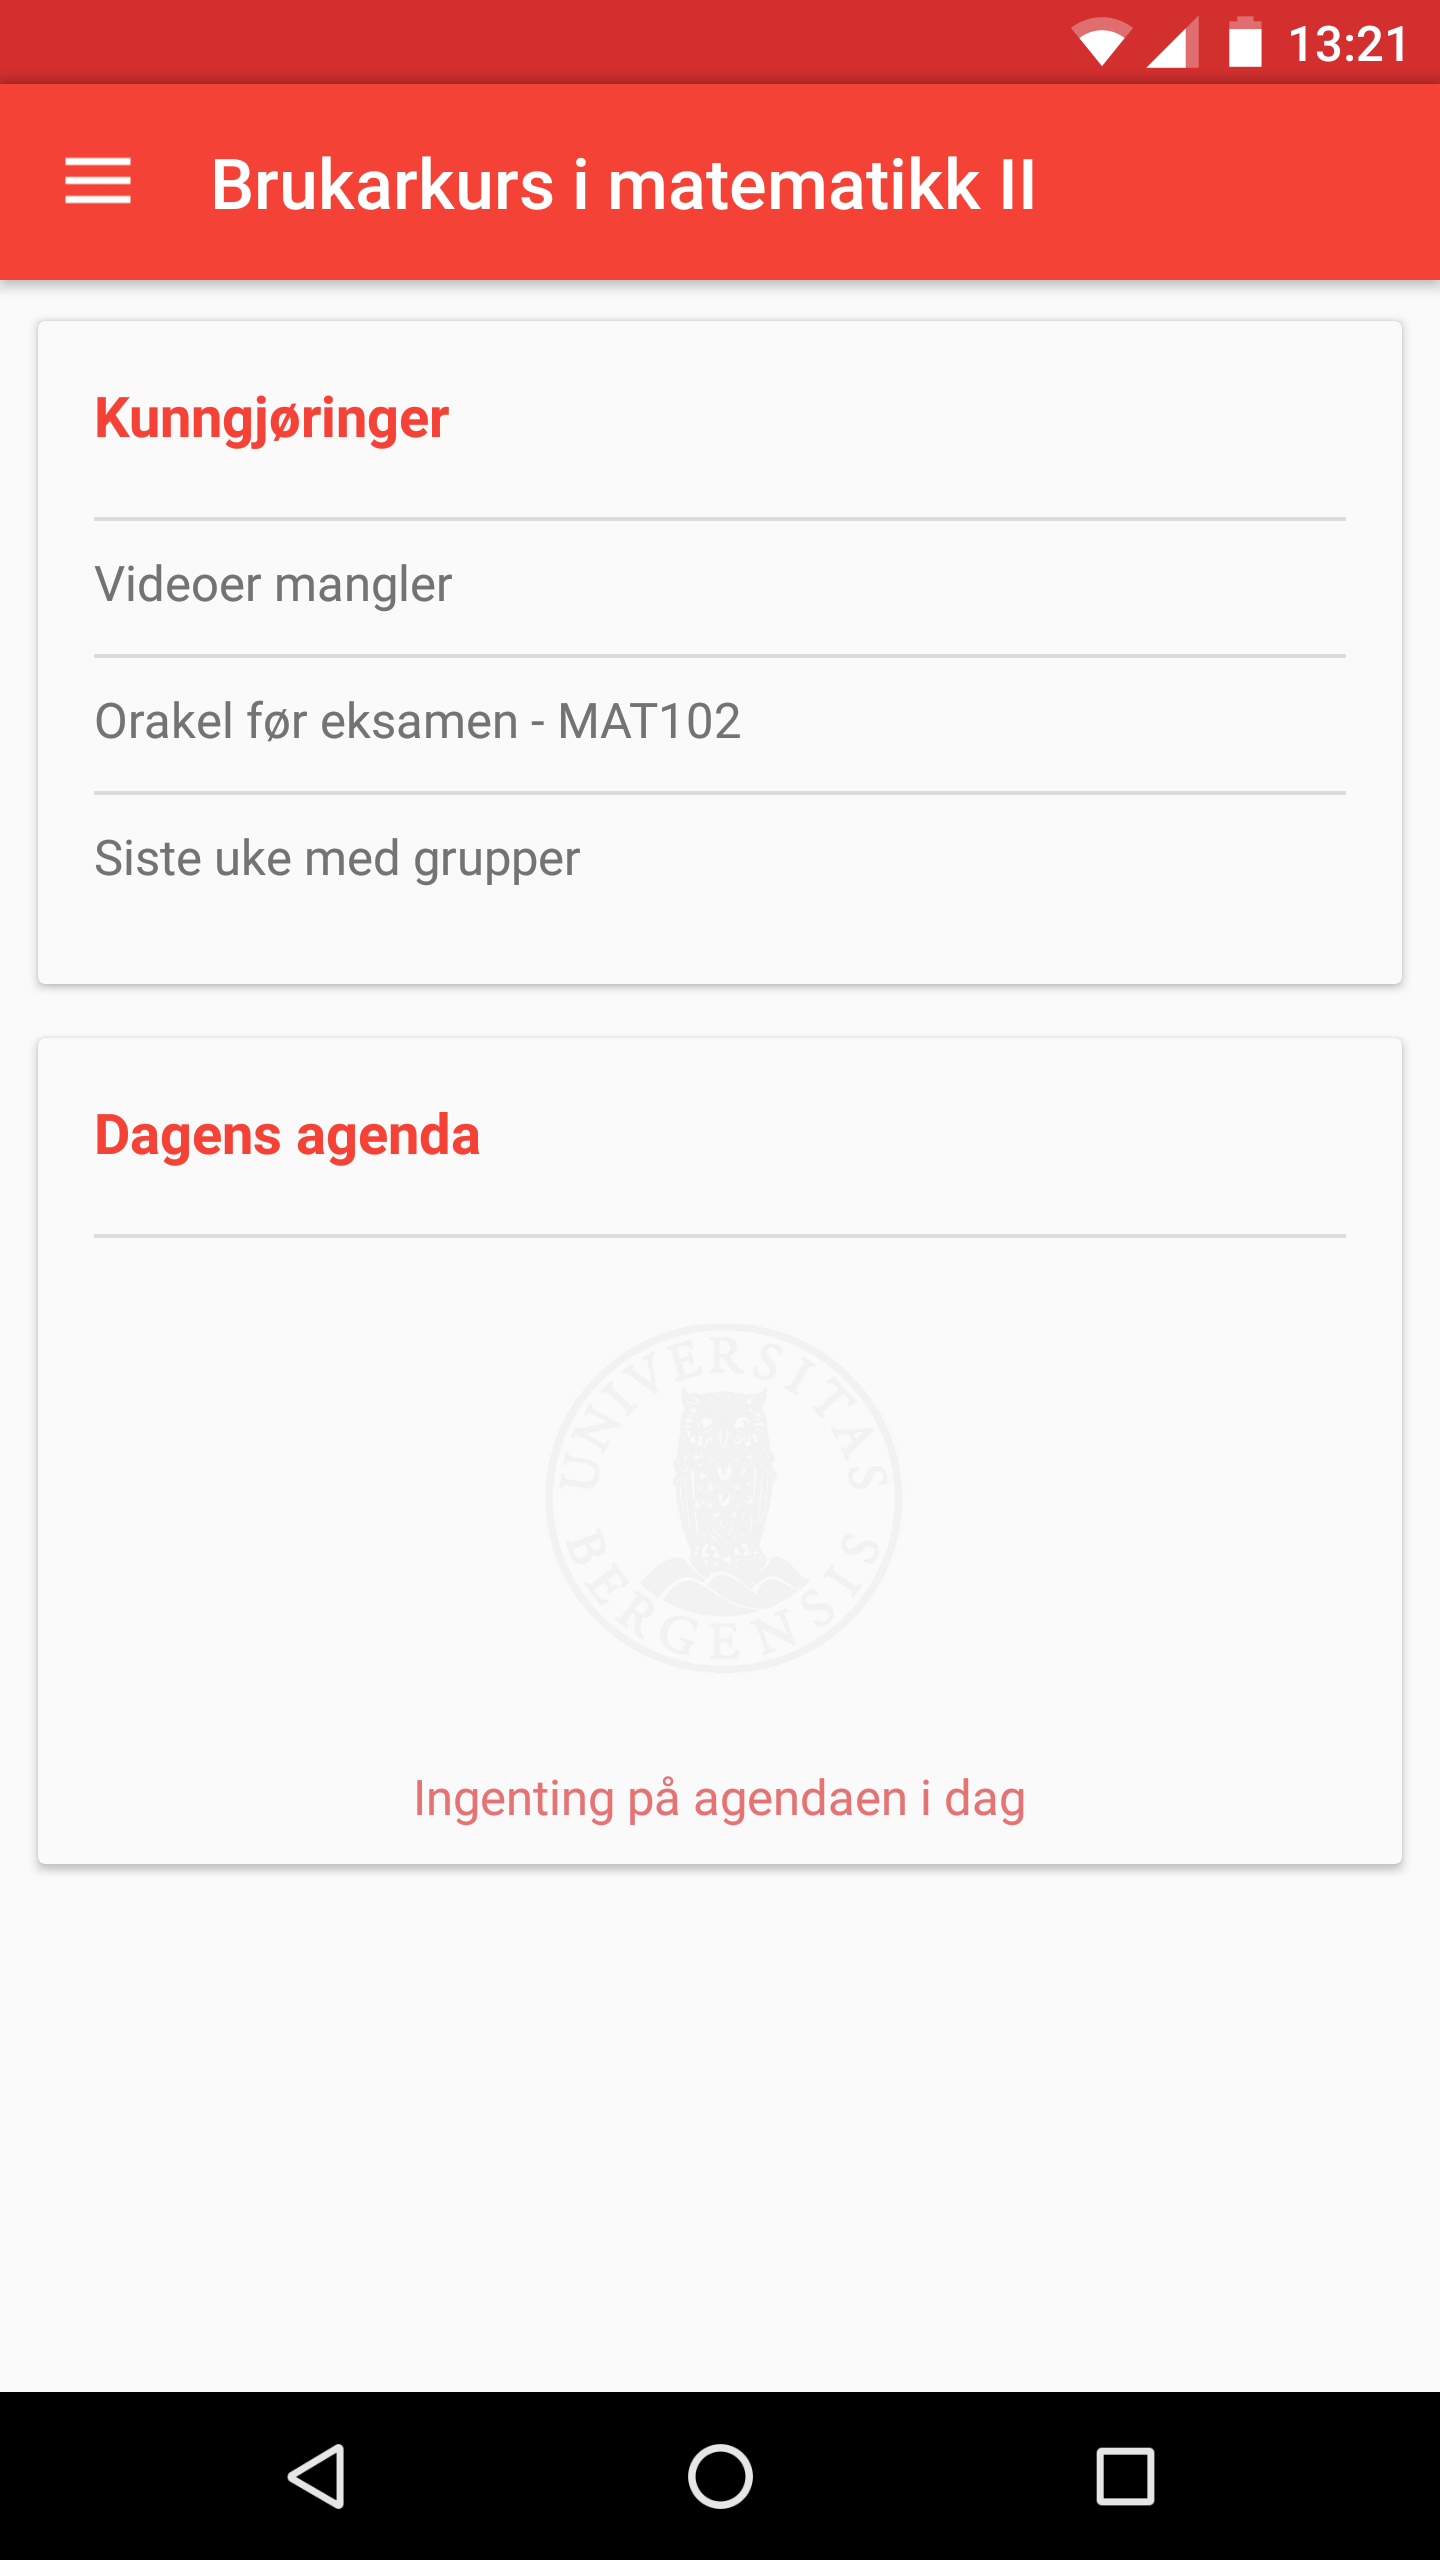 13:21
Brukarkurs i matematikk II
Kunngjøringer
Videoer mangler
Orakel før eksamen - MAT102
Siste uke med grupper
Dagens agenda
UNIVERSITAS
BERGENSIS
Ingenting på agendaen i dag